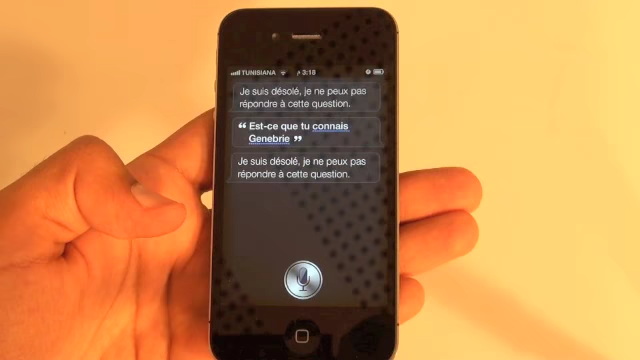 TUNISIANA 3:18
Je suis désolé, je ne peux pas
répondre à cette question.
“ Est-ce que tu connais
Genebrie ”
Je suis désolé, je ne peux pas
répondre à cette question.